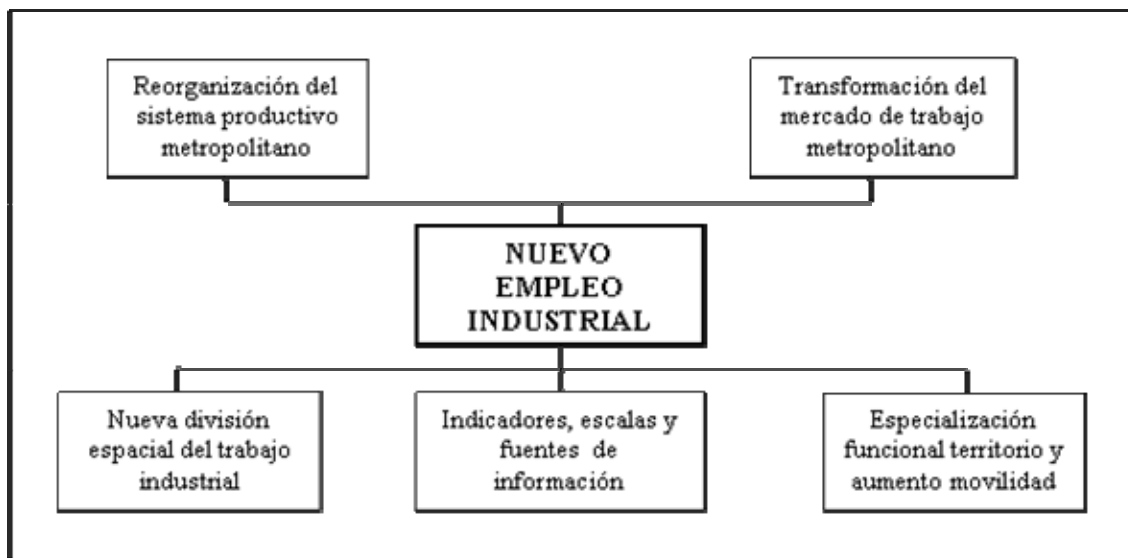 Reorganización del
sistema productivo
metropolitano
Transformación del
mercado de trabajo
metropolitano
NUEVO
EMPLEO
INDUSTRIAL
Nueva división
espacial del trabajo
industrial
Indicadores, escalas y
fuentes de
información
Especialización
funcional territorio y
aumento movilidad